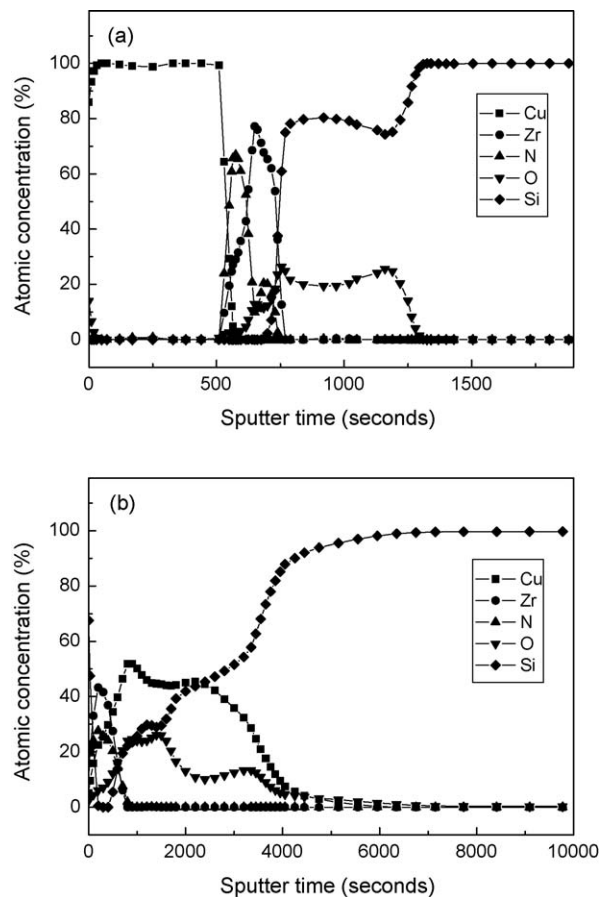 (a)
Atomic concentration (%)
100
80
60
40
20
0
Cu
Zr
N
O
Si
0
500
1000
1500
Sputter time (seconds)
(b)
Atomic concentration (%)
100
80
60
40
20
0
Cu
Zr
N
O
Si
0
2000
4000
6000
8000
10000
Sputter time (seconds)